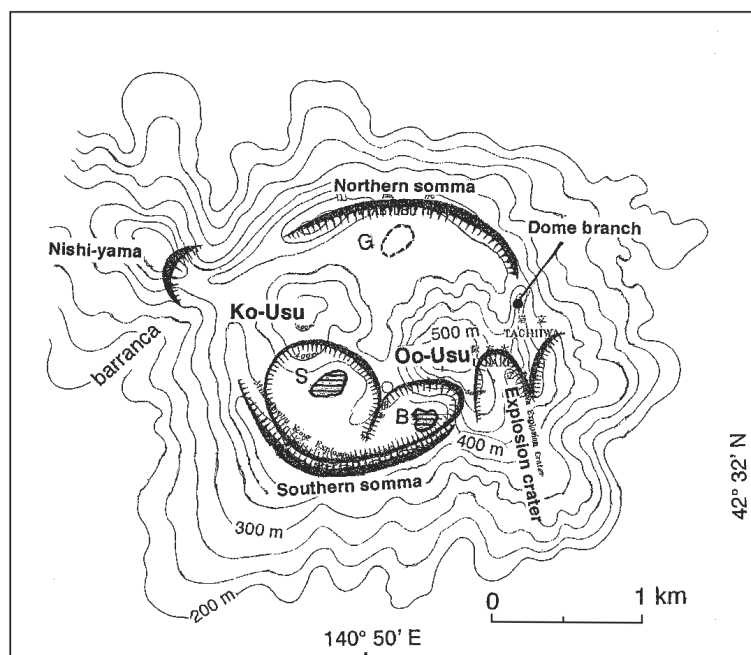 Northern somma
G
Dome branch
Nishi-yama
Ko-Usu
500 m
Oo-Usu
barranca
S
B
Explosion crater
400 m
Southern somma
300 m
200 m
42° 32' N
0 1 km
140° 50' E